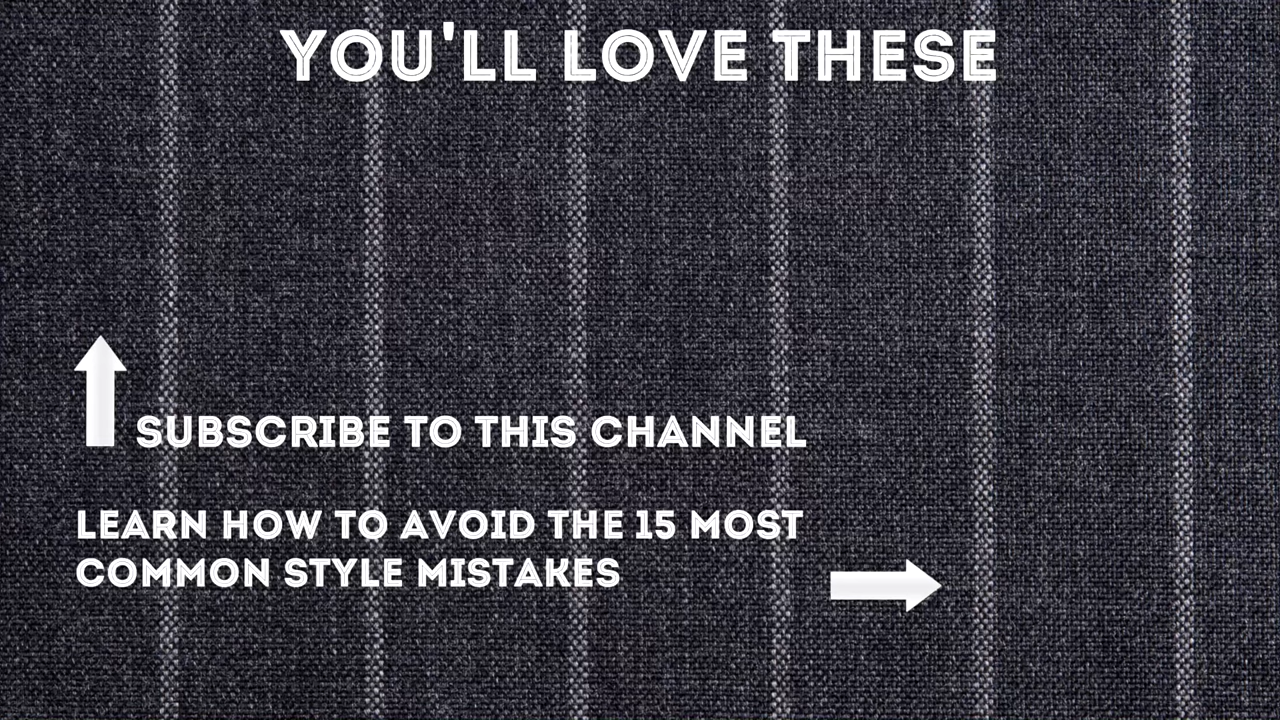 YOU'LL LOVE THESE
SUBSCRIBE TO THIS CHANNEL
LEARN HOW TO AVOID THE 15 MOST
COMMON STYLE MISTAKES